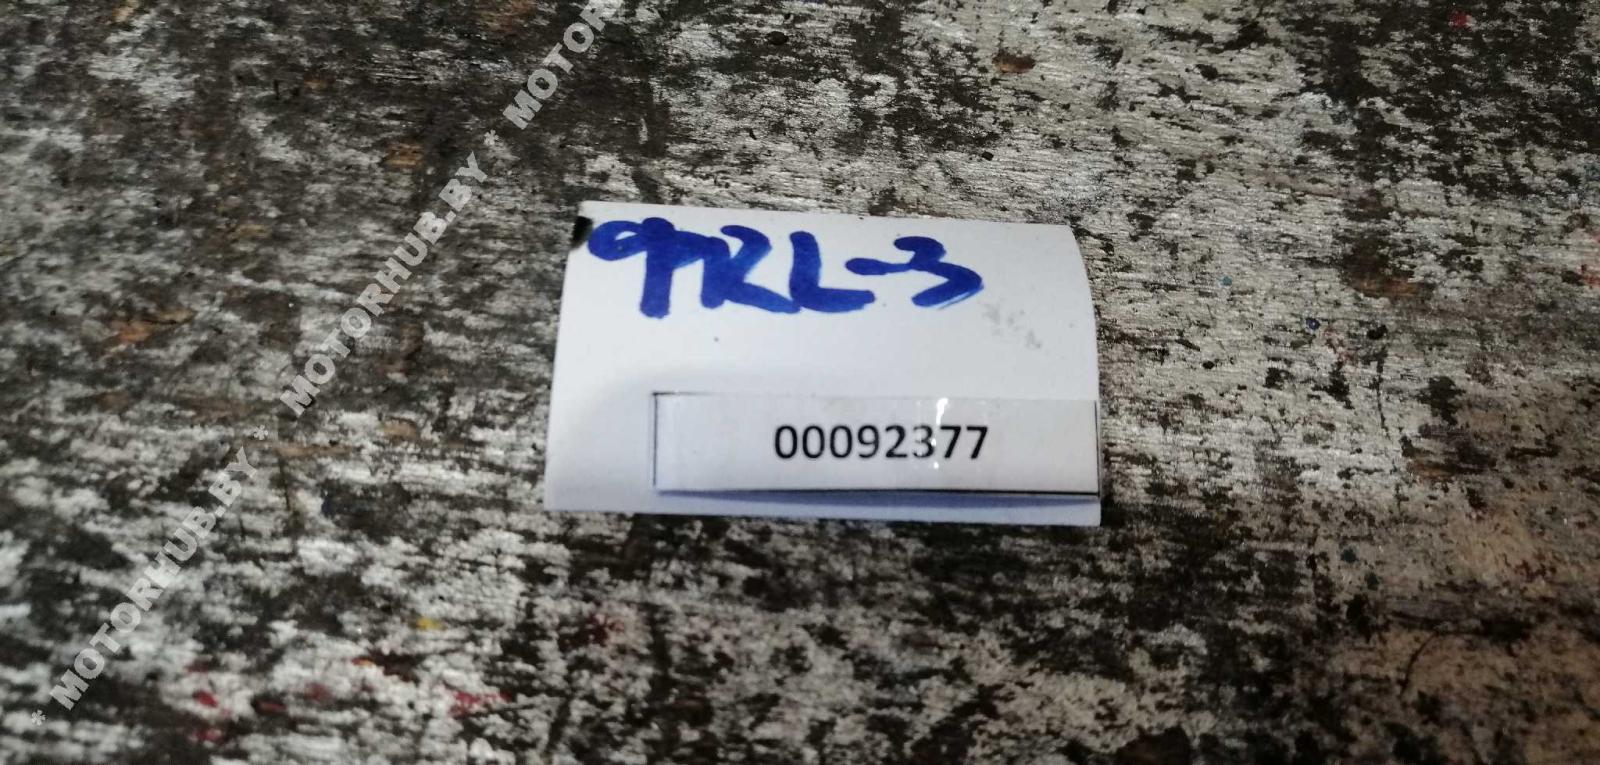 9RL-3
00092377
* MOTORHUB.BY * MOTORHUB.BY * MOTOR